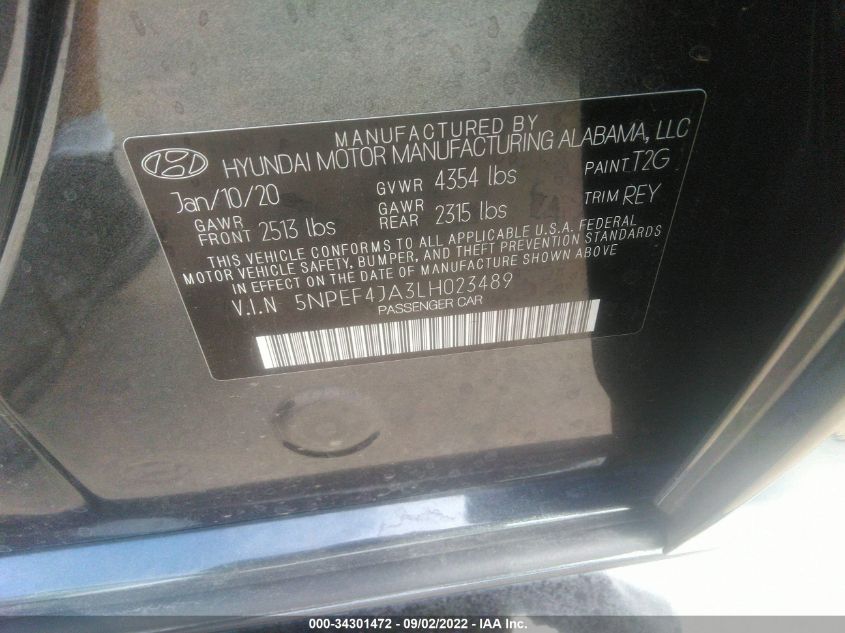 MANUFACTURED BY
HYUNDAI MOTOR MANUFACTURING ALABAMA, LLC
Jan/10/20 GVWR 4354 lbs PAINT T2G
GAWR FRONT 2513 lbs GAWR REAR 2315 lbs TRIM REY
THIS VEHICLE CONFORMS TO ALL APPLICABLE U.S.A. FEDERAL
MOTOR VEHICLE SAFETY, BUMPER, AND THEFT PREVENTION STANDARDS
IN EFFECT ON THE DATE OF MANUFACTURE SHOWN ABOVE
V.I.N 5NPEF4JA3LH023489
PASSENGER CAR
000-34301472 - 09/02/2022 - IAA Inc.